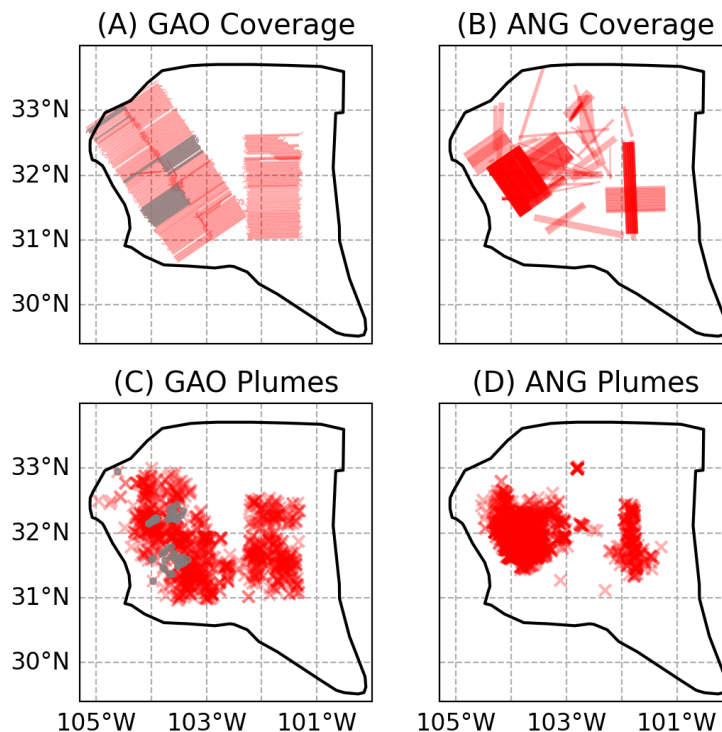 (A) GAO Coverage
(B) ANG Coverage
33°N
32°N
31°N
30°N
(C) GAO Plumes
(D) ANG Plumes
33°N
32°N
31°N
30°N
105°W 103°W 101°W
105°W 103°W 101°W